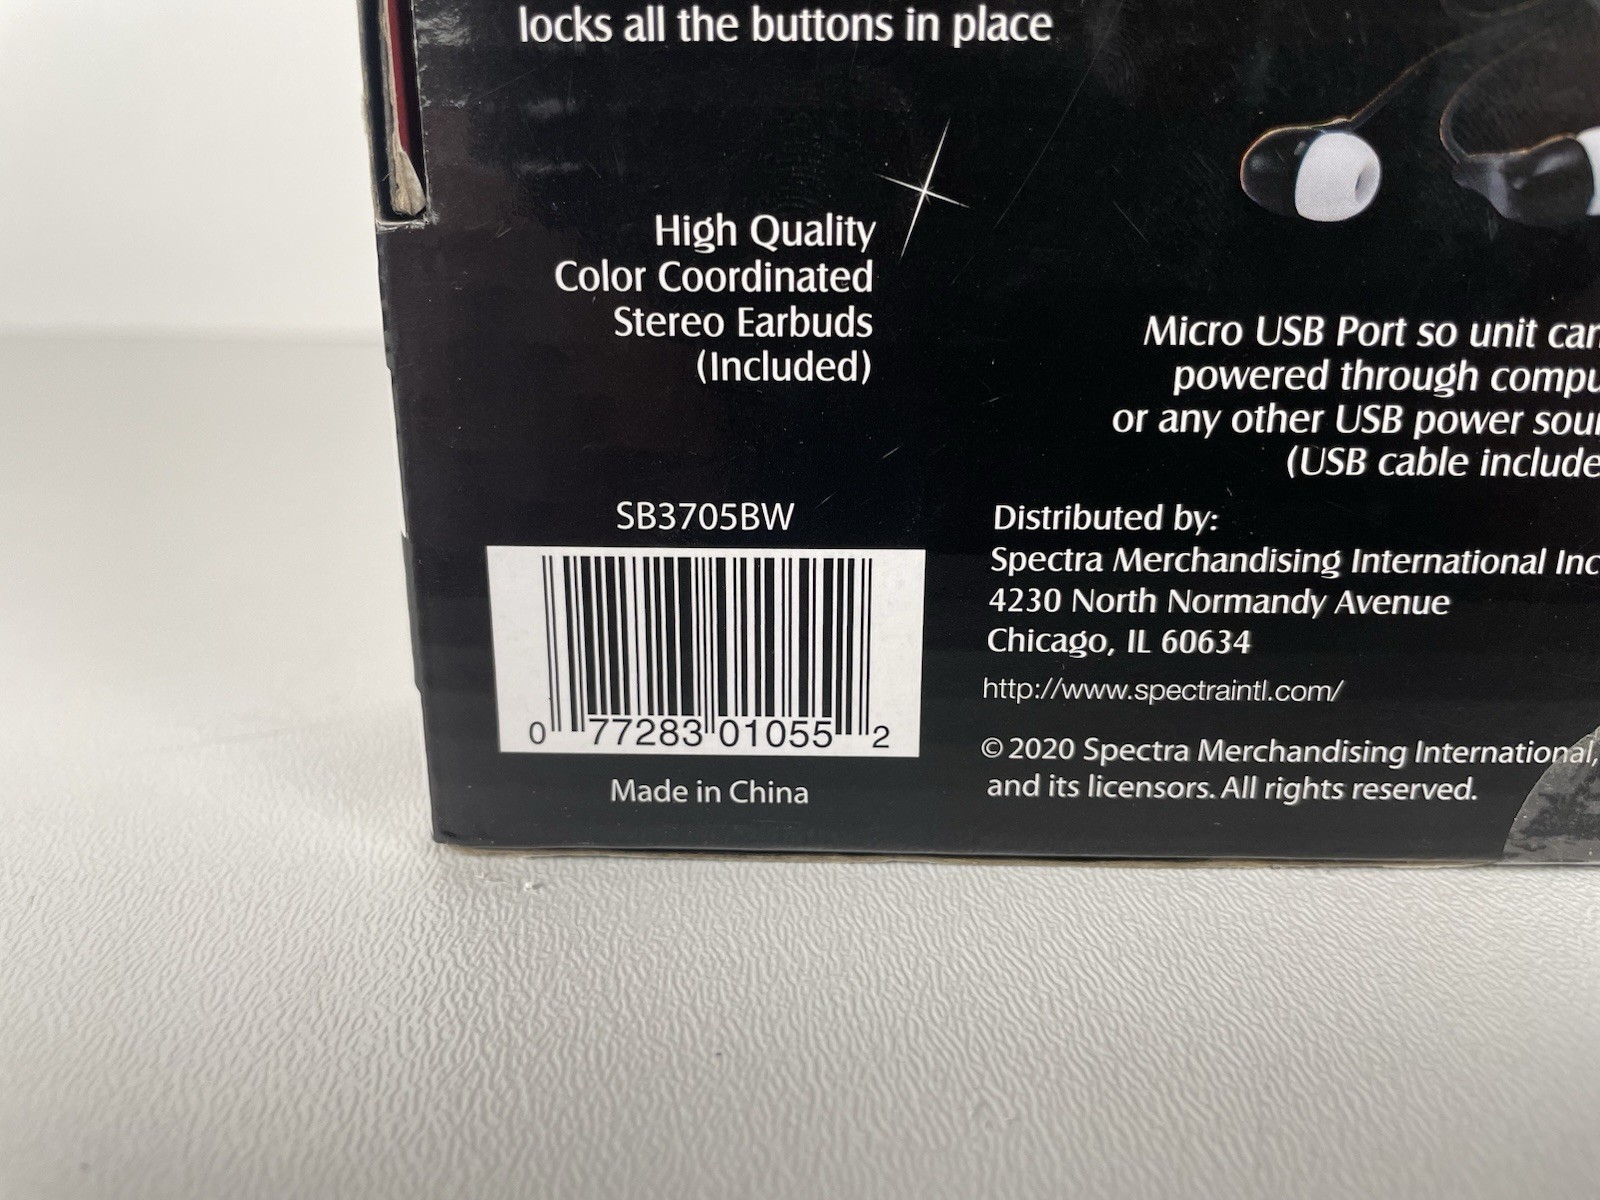 locks all the buttons in place
High Quality
Color Coordinated
Stereo Earbuds
(Included)
Micro USB Port so unit can
powered through
or any other USB power
(USB cable
SB3705BW
0 77283 01055 2
Made in China
Distributed by:
Spectra Merchandising International Inc
4230 North Normandy Avenue
Chicago, IL 60634
http://www.spectraintl.com/
© 2020 Spectra Merchandising International,
and its licensors. All rights reserved.